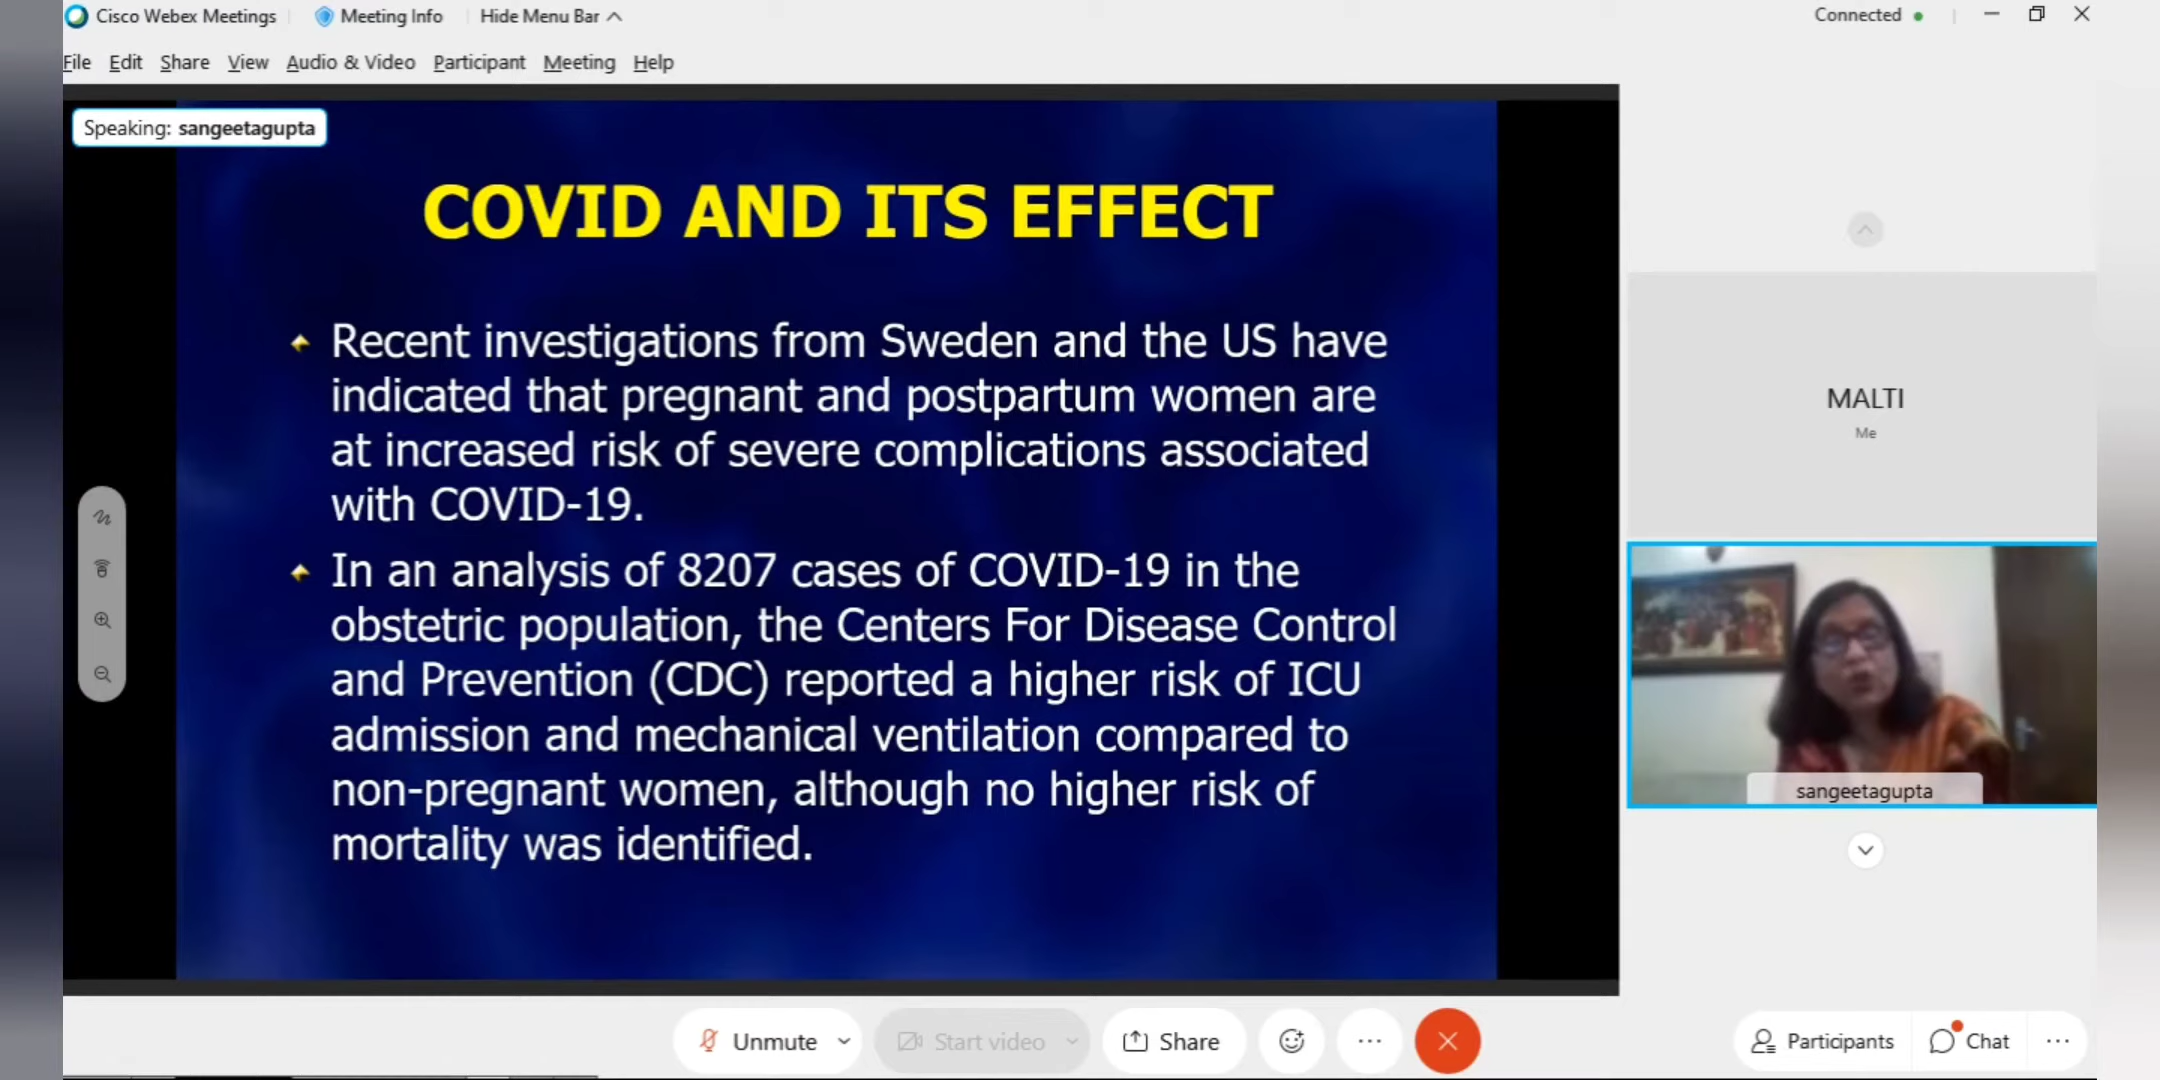 Cisco Webex Meetings Meeting Info Hide Menu Bar Connected
File Edit Share View Audio & Video Participant Meeting Help
Speaking: sangeetagupta
COVID AND ITS EFFECT
Recent investigations from Sweden and the US have
indicated that pregnant and postpartum women are
at increased risk of severe complications associated
with COVID-19.
In an analysis of 8207 cases of COVID-19 in the
obstetric population, the Centers For Disease Control
and Prevention (CDC) reported a higher risk of ICU
admission and mechanical ventilation compared to
non-pregnant women, although no higher risk of
mortality was identified.
MALTI
Me
sangeetagupta
Unmute Start video Share Participants Chat